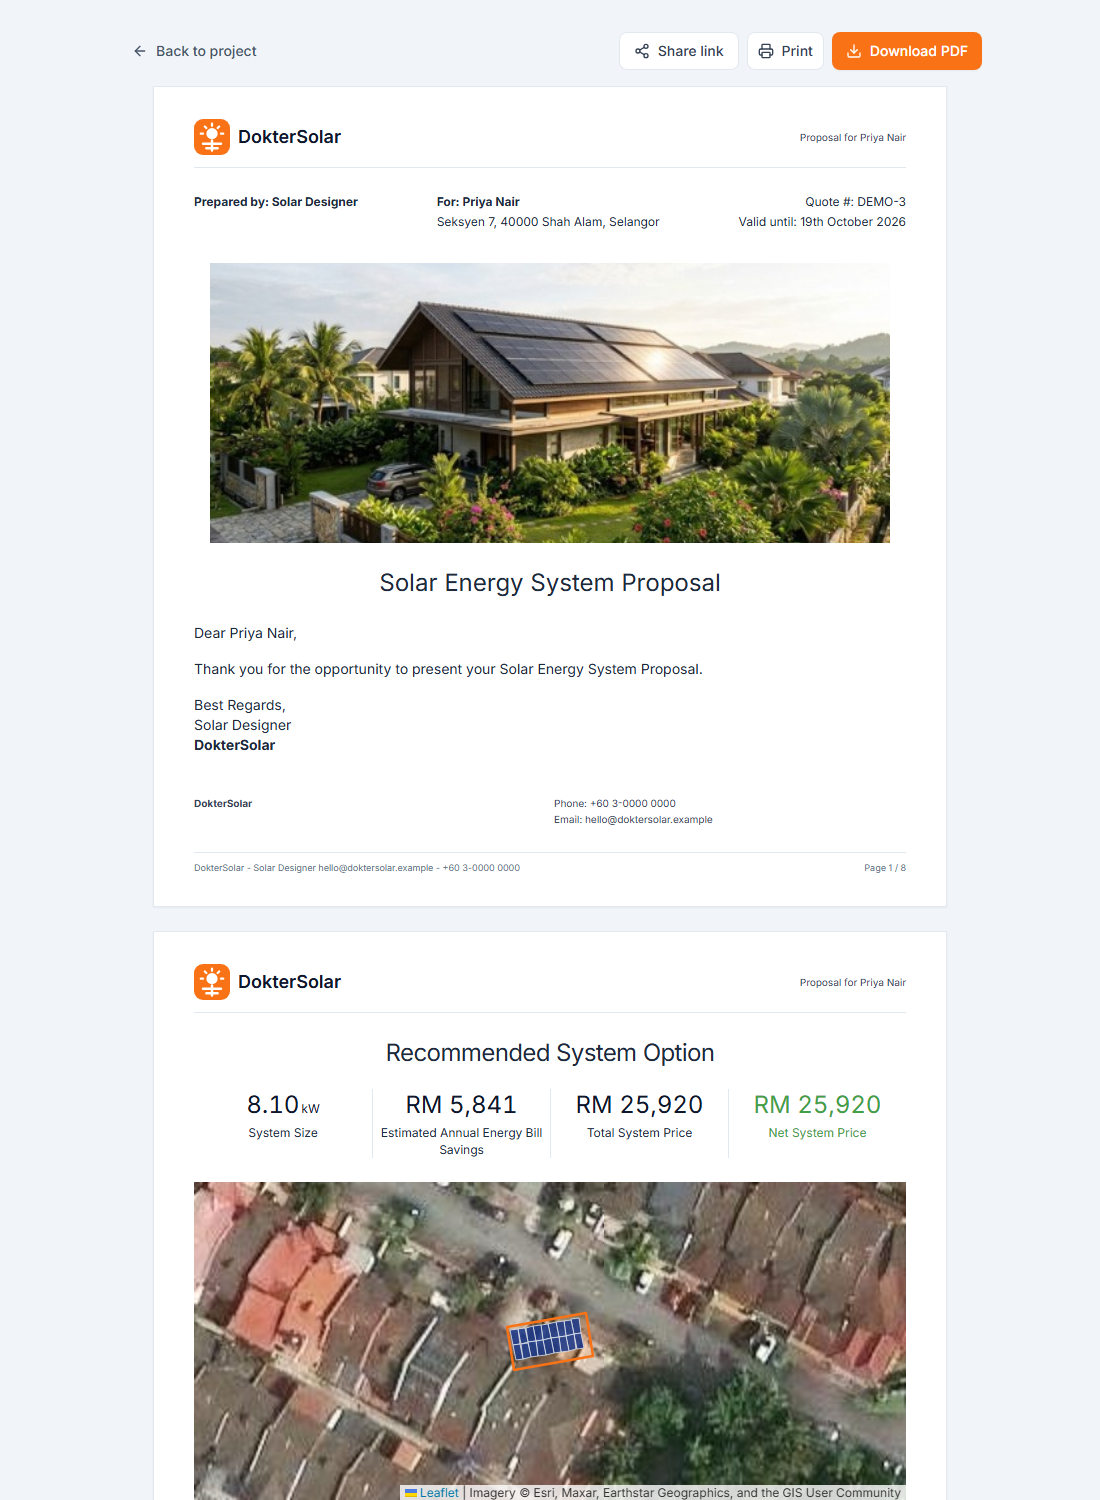 Back to project
Share link
Print
Download PDF
DokterSolar
Proposal for Priya Nair
Prepared by: Solar Designer
For: Priya Nair
Seksyen 7, 40000 Shah Alam, Selangor
Quote #: DEMO-3
Valid until: 19th October 2026
Solar Energy System Proposal
Dear Priya Nair,
Thank you for the opportunity to present your Solar Energy System Proposal.
Best Regards,
Solar Designer
DokterSolar
DokterSolar
Phone: +60 3-0000 0000
Email: hello@doktersolar.example
DokterSolar - Solar Designer hello@doktersolar.example - +60 3-0000 0000
Page 1 / 8
DokterSolar
Proposal for Priya Nair
Recommended System Option
8.10 kW
System Size
RM 5,841
Estimated Annual Energy Bill
Savings
RM 25,920
Total System Price
RM 25,920
Net System Price
Leaflet | Imagery © Esri, Maxar, Earthstar Geographics, and the GIS User Community